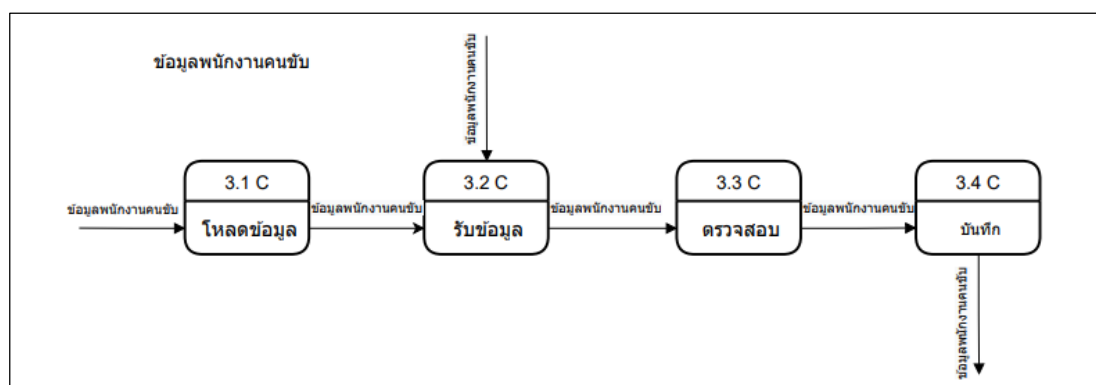 ข้อมูลพนักงานคนขับ
ข้อมูลพนักงานคนขับ
3.1 C
3.2 C
3.3 C
3.4 C
ข้อมูลพนักงานคนขับ
โหลดข้อมูล
ข้อมูลพนักงานคนขับ
รับข้อมูล
ข้อมูลพนักงานคนขับ
ตรวจสอบ
ข้อมูลพนักงานคนขับ
บันทึก
ข้อมูลพนักงานคนขับ